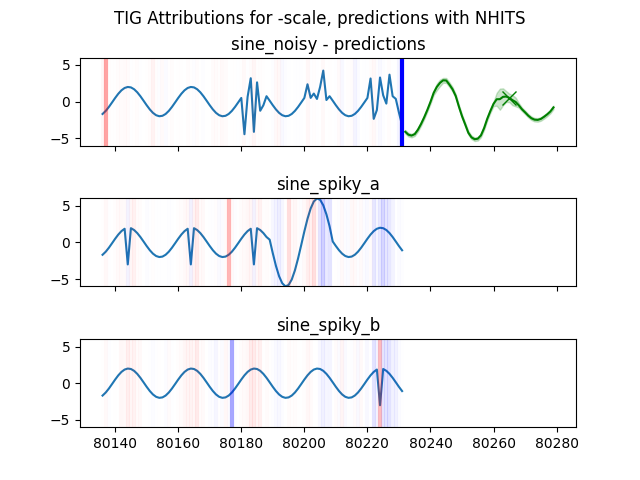 TIG Attributions for -scale, predictions with NHITS
sine_noisy - predictions
5
0
−5
sine_spiky_a
5
0
−5
sine_spiky_b
5
0
−5
80140 80160 80180 80200 80220 80240 80260 80280